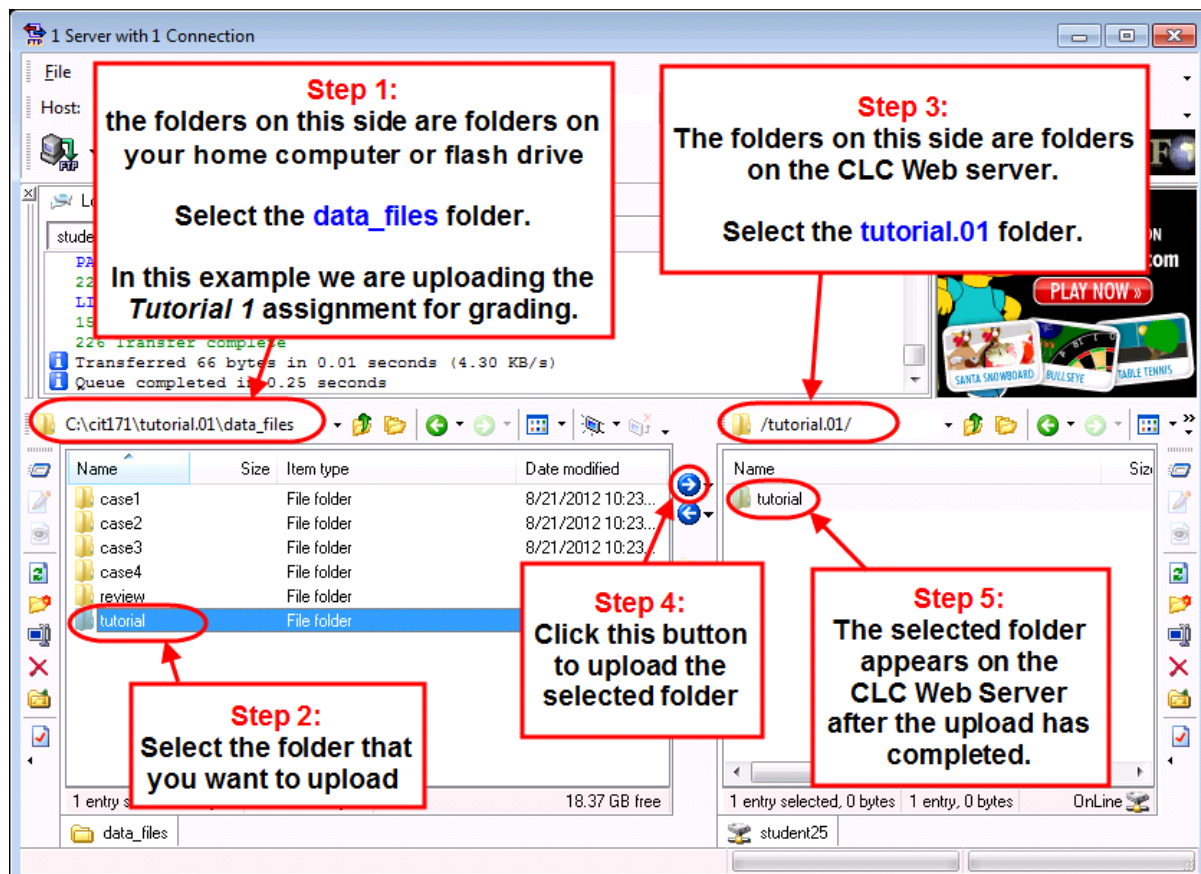 1 Server with 1 Connection
File
Host:
FTP
Step 1:
the folders on this side are folders on
your home computer or flash drive
Select the data_files folder.
In this example we are uploading the
Tutorial 1 assignment for grading.
Step 3:
The folders on this side are folders
on the CLC Web server.
Select the tutorial.01 folder.
226 Transfer complete
Transferred 66 bytes in 0.01 seconds (4.30 KB/s)
Queue completed in 0.25 seconds
PLAY NOW »
SANTA SNOWBOARD
BULLSEYE
TABLE TENNIS
C:\cit171\tutorial.01\data_files
/tutorial.01/
Name Size Item type Date modified
case1 File folder 8/21/2012 10:23...
case2 File folder 8/21/2012 10:23...
case3 File folder 8/21/2012 10:23...
case4 File folder
review File folder
tutorial File folder
Name
tutorial
Step 4:
Click this button
to upload the
selected folder
Step 5:
The selected folder
appears on the
CLC Web Server
after the upload has
completed.
Step 2:
Select the folder that
you want to upload
1 entry
18.37 GB free
1 entry selected, 0 bytes 1 entry, 0 bytes OnLine
data_files
student25